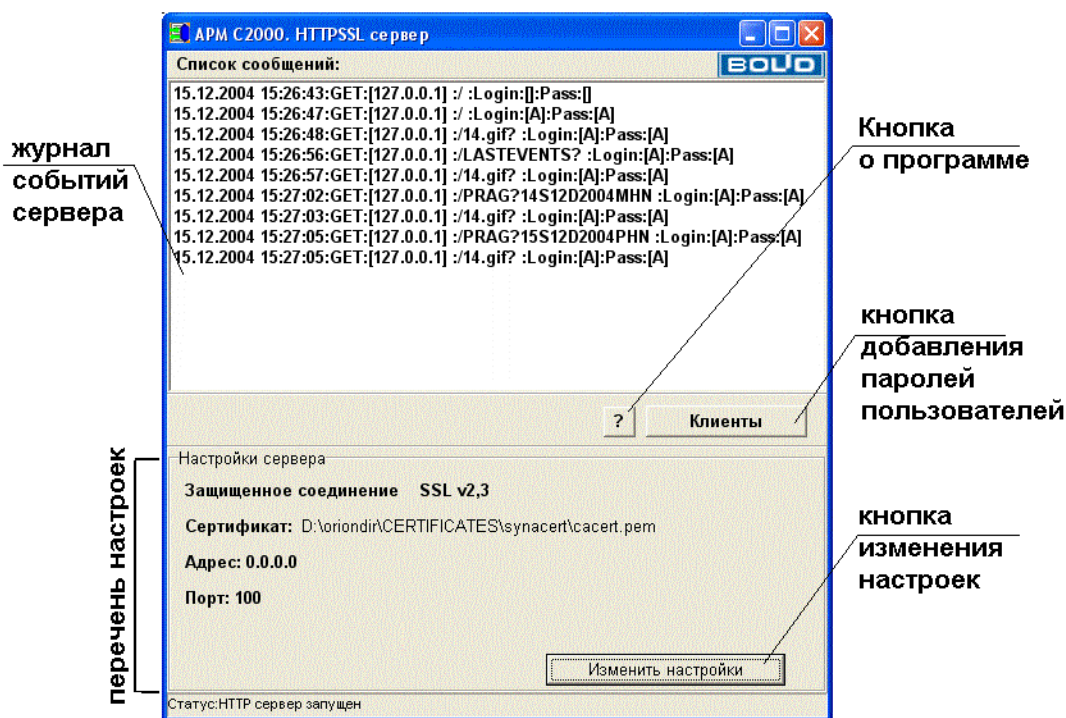 АРМ С2000. HTTPSSL сервер
Список сообщений:
BOLID
15.12.2004 15:26:43:GET:[127.0.0.1] :/ :Login:[]:Pass:[]
15.12.2004 15:26:47:GET:[127.0.0.1] :/ :Login:[A]:Pass:[A]
15.12.2004 15:26:48:GET:[127.0.0.1] :/14.gif? :Login:[A]:Pass:[A]
15.12.2004 15:26:56:GET:[127.0.0.1] :/LASTEVENTS? :Login:[A]:Pass:[A]
15.12.2004 15:26:57:GET:[127.0.0.1] :/14.gif? :Login:[A]:Pass:[A]
15.12.2004 15:27:02:GET:[127.0.0.1] :/PRAG?14S12D2004MHN :Login:[A]:Pass:[A]
15.12.2004 15:27:03:GET:[127.0.0.1] :/14.gif? :Login:[A]:Pass:[A]
15.12.2004 15:27:05:GET:[127.0.0.1] :/PRAG?15S12D2004PHN :Login:[A]:Pass:[A]
15.12.2004 15:27:05:GET:[127.0.0.1] :/14.gif? :Login:[A]:Pass:[A]
журнал
событий
сервера
Кнопка
о программе
кнопка
добавления
паролей
пользователей
?
Клиенты
перечень настроек
Настройки сервера
Защищенное соединение SSL v2,3
Сертификат: D:\oriondir\CERTIFICATES\synacert\cacert.pem
Адрес: 0.0.0.0
Порт: 100
кнопка
изменения
настроек
Изменить настройки
Статус:HTTP сервер запущен